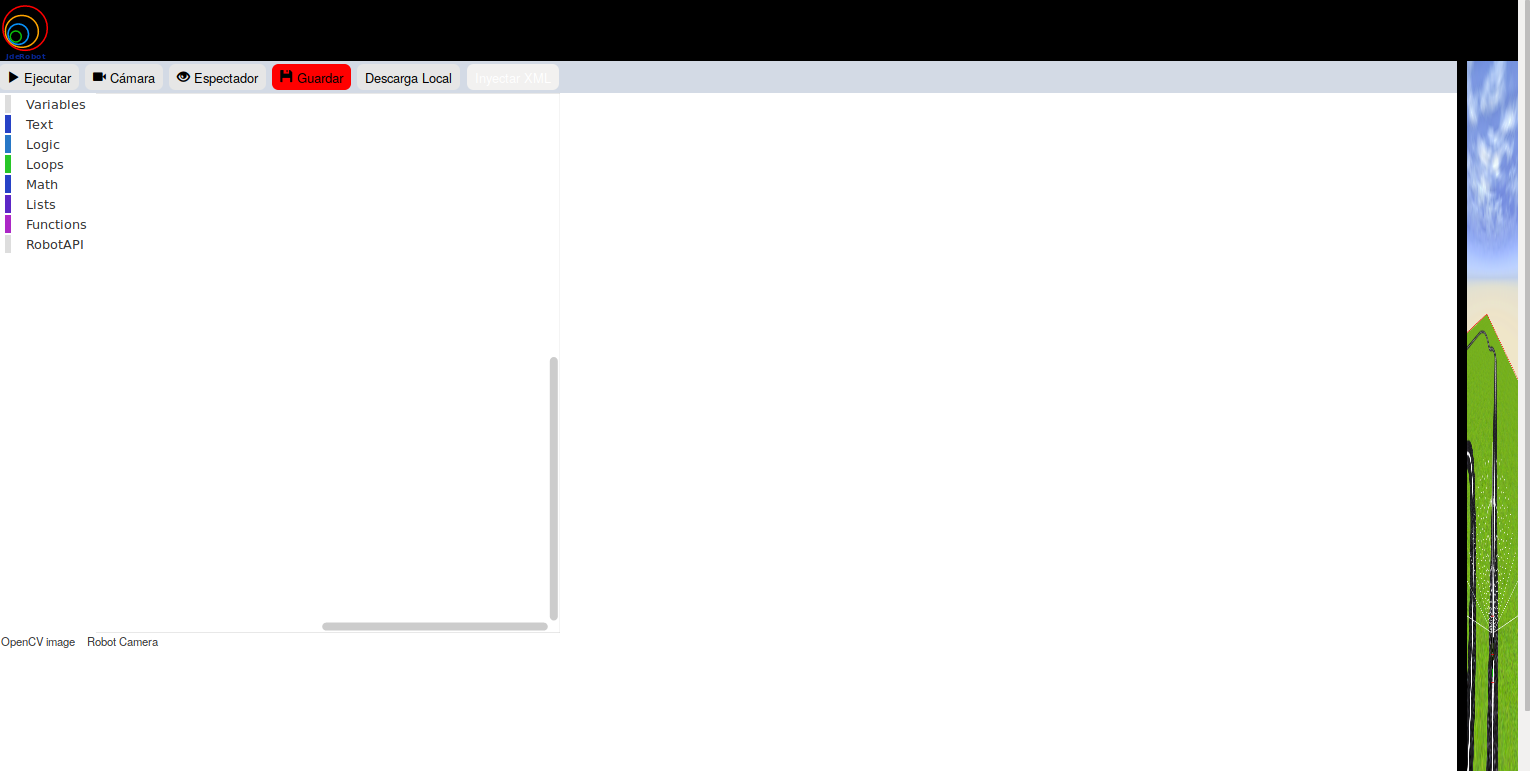 JdeRobot
Ejecutar Cámara Espectador Guardar Descarga Local Inyectar XML
Variables
Text
Logic
Loops
Math
Lists
Functions
RobotAPI
OpenCV image Robot Camera